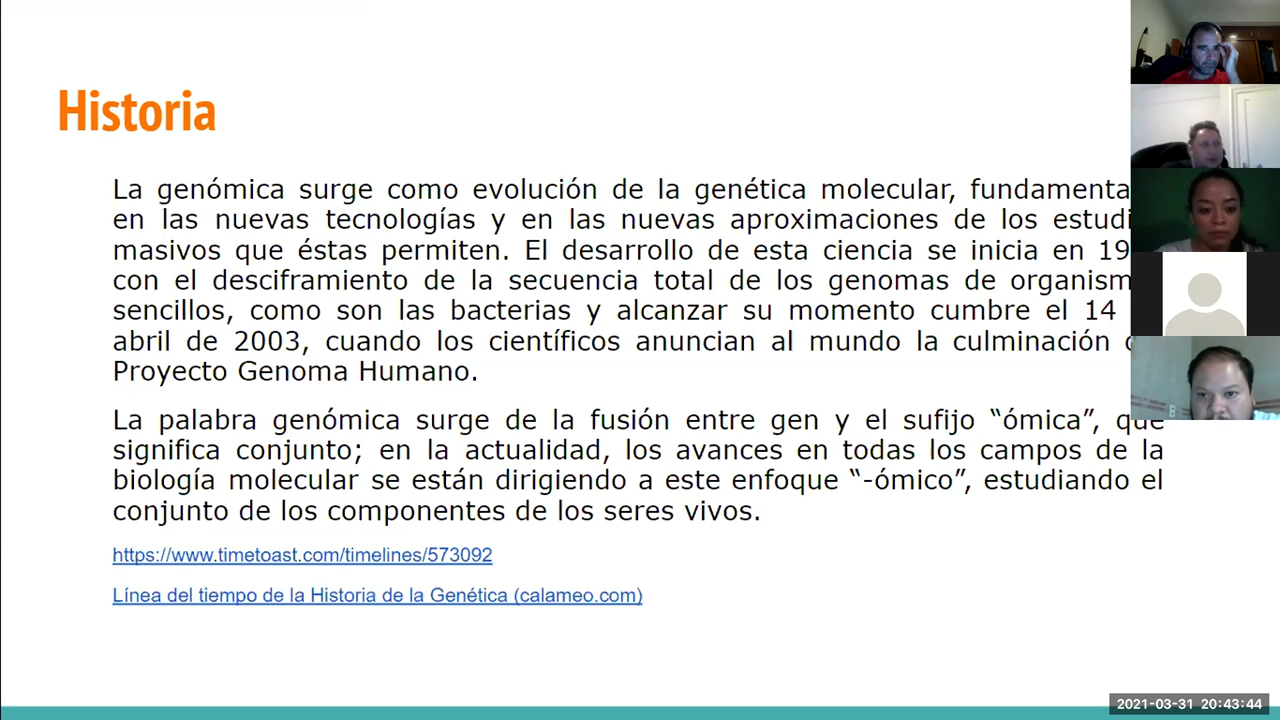 Historia
La genómica surge como evolución de la genética molecular, fundamenta
en las nuevas tecnologías y en las nuevas aproximaciones de los estudi
masivos que éstas permiten. El desarrollo de esta ciencia se inicia en 19
con el desciframiento de la secuencia total de los genomas de organism
sencillos, como son las bacterias y alcanzar su momento cumbre el 14
abril de 2003, cuando los científicos anuncian al mundo la culminación
Proyecto Genoma Humano.
La palabra genómica surge de la fusión entre gen y el sufijo “ómica”, que
significa conjunto; en la actualidad, los avances en todas los campos de la
biología molecular se están dirigiendo a este enfoque “-ómico”, estudiando el
conjunto de los componentes de los seres vivos.
https://www.timetoast.com/timelines/573092
Línea del tiempo de la Historia de la Genética (calameo.com)
2021-03-31 20:43:44